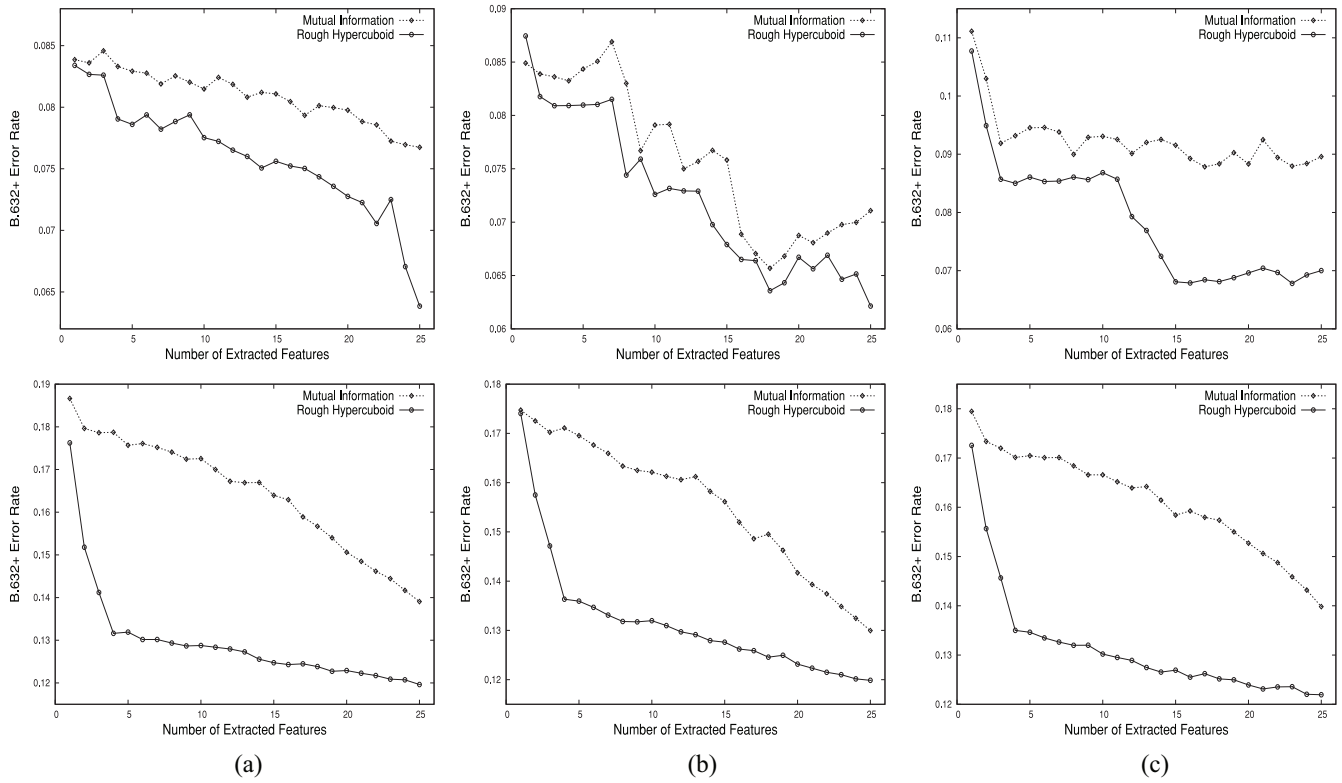 Mutual Information
Rough Hypercuboid
B.632+ Error Rate
0.085
0.08
0.075
0.07
0.065
0 5 10 15 20 25
Number of Extracted Features
Mutual Information
Rough Hypercuboid
B.632+ Error Rate
0.09
0.085
0.08
0.075
0.07
0.065
0.06
0 5 10 15 20 25
Number of Extracted Features
Mutual Information
Rough Hypercuboid
B.632+ Error Rate
0.11
0.1
0.09
0.08
0.07
0.06
0 5 10 15 20 25
Number of Extracted Features
Mutual Information
Rough Hypercuboid
B.632+ Error Rate
0.19
0.18
0.17
0.16
0.15
0.14
0.13
0.12
0 5 10 15 20 25
Number of Extracted Features
(a)
Mutual Information
Rough Hypercuboid
B.632+ Error Rate
0.18
0.17
0.16
0.15
0.14
0.13
0.12
0 5 10 15 20 25
Number of Extracted Features
(b)
Mutual Information
Rough Hypercuboid
B.632+ Error Rate
0.18
0.17
0.16
0.15
0.14
0.13
0.12
0 5 10 15 20 25
Number of Extracted Features
(c)